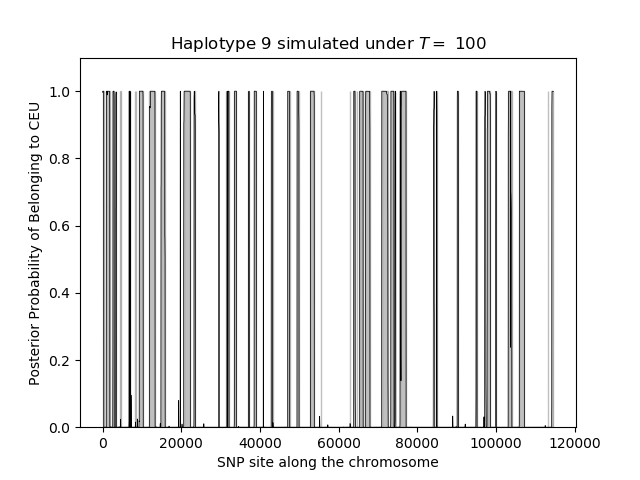 Haplotype 9 simulated under T = 100
Posterior Probability of Belonging to CEU
1.0
0.8
0.6
0.4
0.2
0.0
0 20000 40000 60000 80000 100000 120000
SNP site along the chromosome